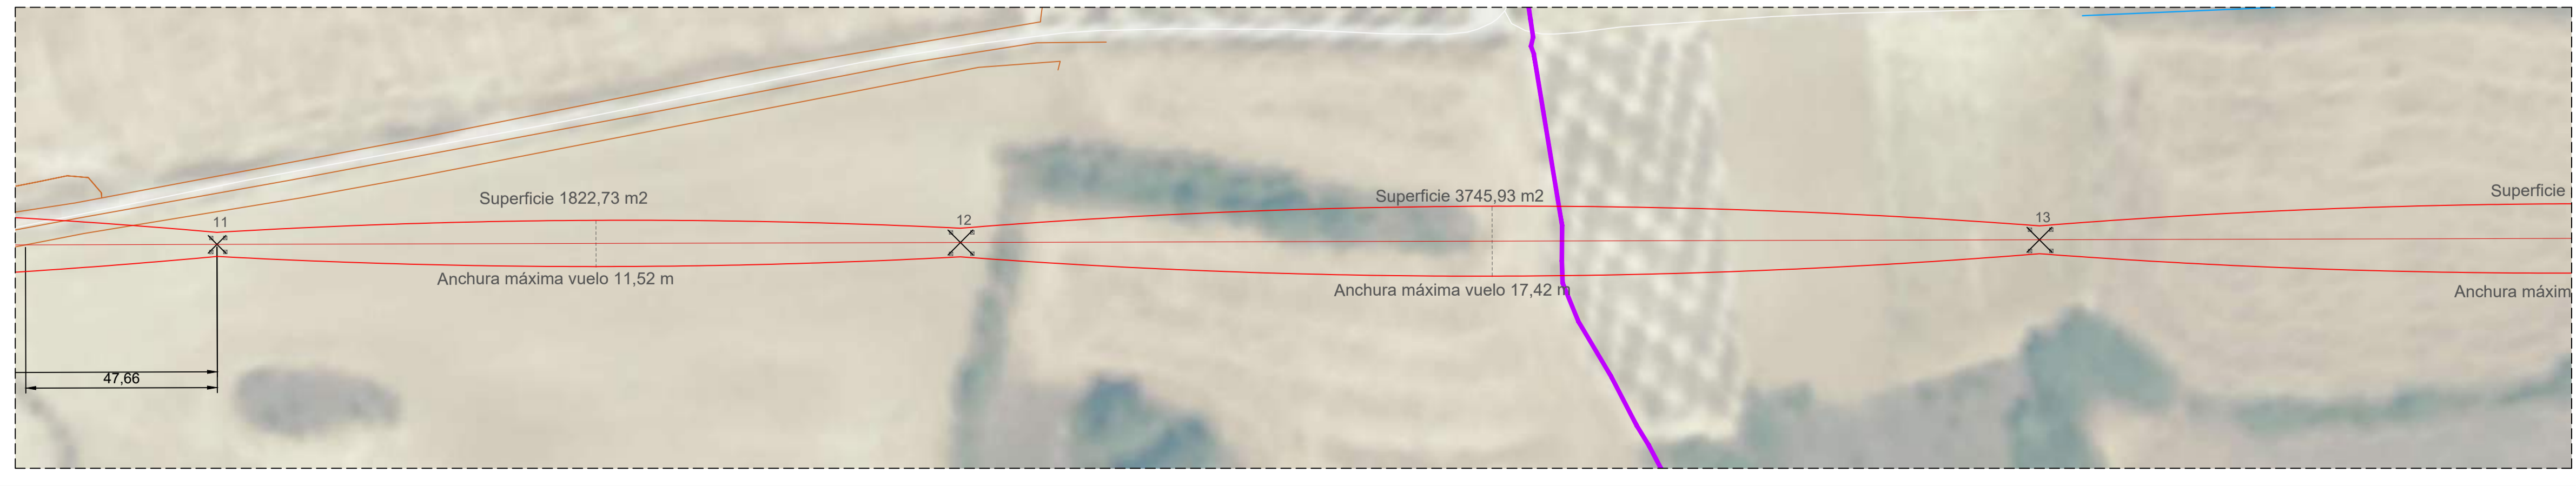 Superficie 1822,73 m2
Superficie 3745,93 m2
Superficie
11
12
13
Anchura máxima vuelo 11,52 m
Anchura máxima vuelo 17,42 m
Anchura máxim
47,66